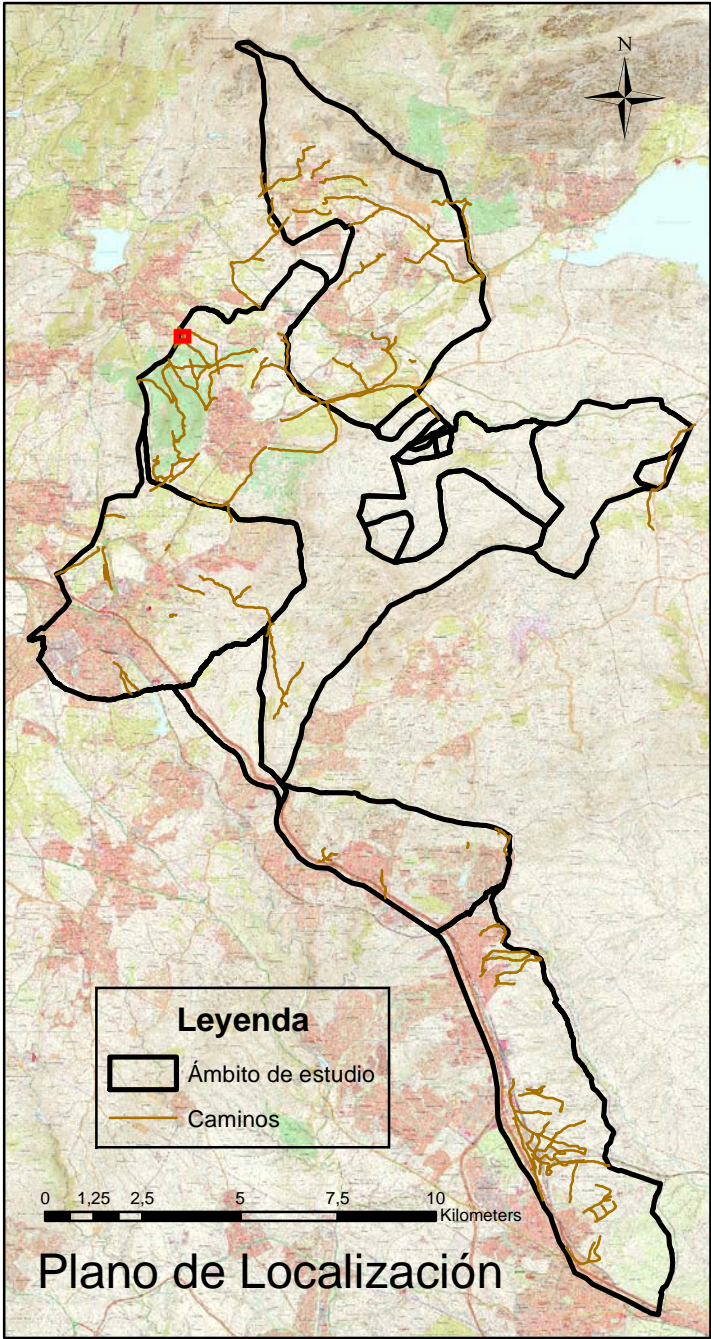 N
Leyenda
Ámbito de estudio
Caminos
0 1,25 2,5 5 7,5 10
Kilometers
Plano de Localización